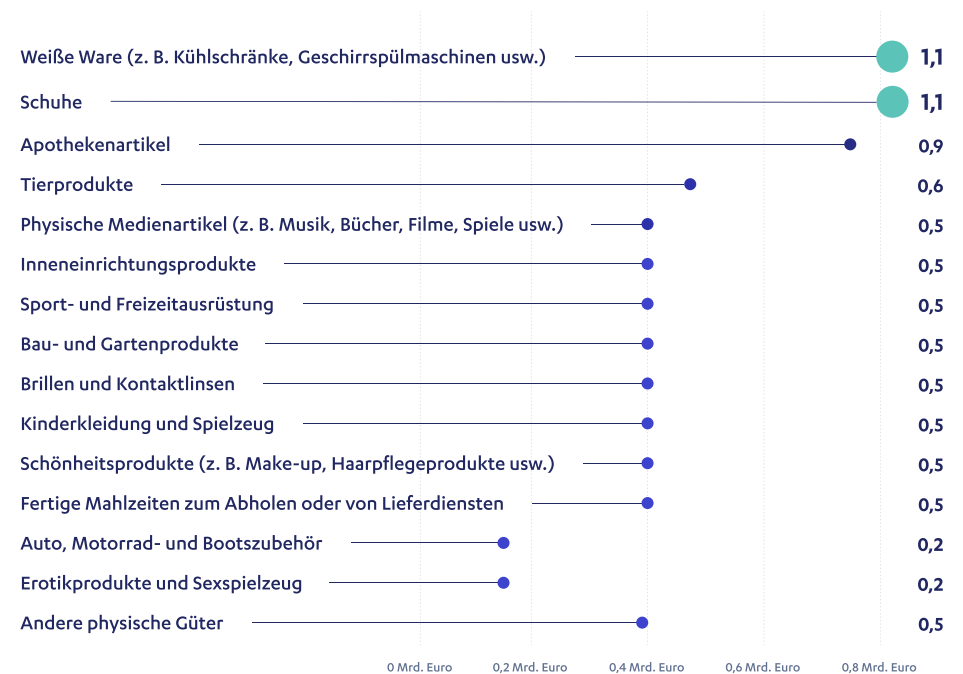 Weiße Ware (z. B. Kühlschränke, Geschirrspülmaschinen usw.) 1,1
Schuhe 1,1
Apothekenartikel 0,9
Tierprodukte 0,6
Physische Medienartikel (z. B. Musik, Bücher, Filme, Spiele usw.) 0,5
Inneneinrichtungsprodukte 0,5
Sport- und Freizeitausrüstung 0,5
Bau- und Gartenprodukte 0,5
Brillen und Kontaktlinsen 0,5
Kinderkleidung und Spielzeug 0,5
Schönheitsprodukte (z. B. Make-up, Haarpflegeprodukte usw.) 0,5
Fertige Mahlzeiten zum Abholen oder von Lieferdiensten 0,5
Auto, Motorrad- und Bootszubehör 0,2
Erotikprodukte und Sexspielzeug 0,2
Andere physische Güter 0,5
0 Mrd. Euro 0,2 Mrd. Euro 0,4 Mrd. Euro 0,6 Mrd. Euro 0,8 Mrd. Euro